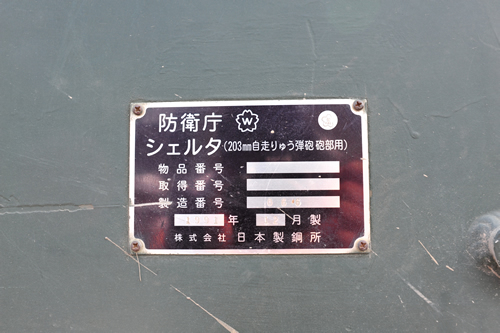 防衛庁 W
シェルタ(203mm自走りゅう弾砲砲部用)
物品番号
取得番号
製造番号
年 月製
株式会社 日本製鋼所